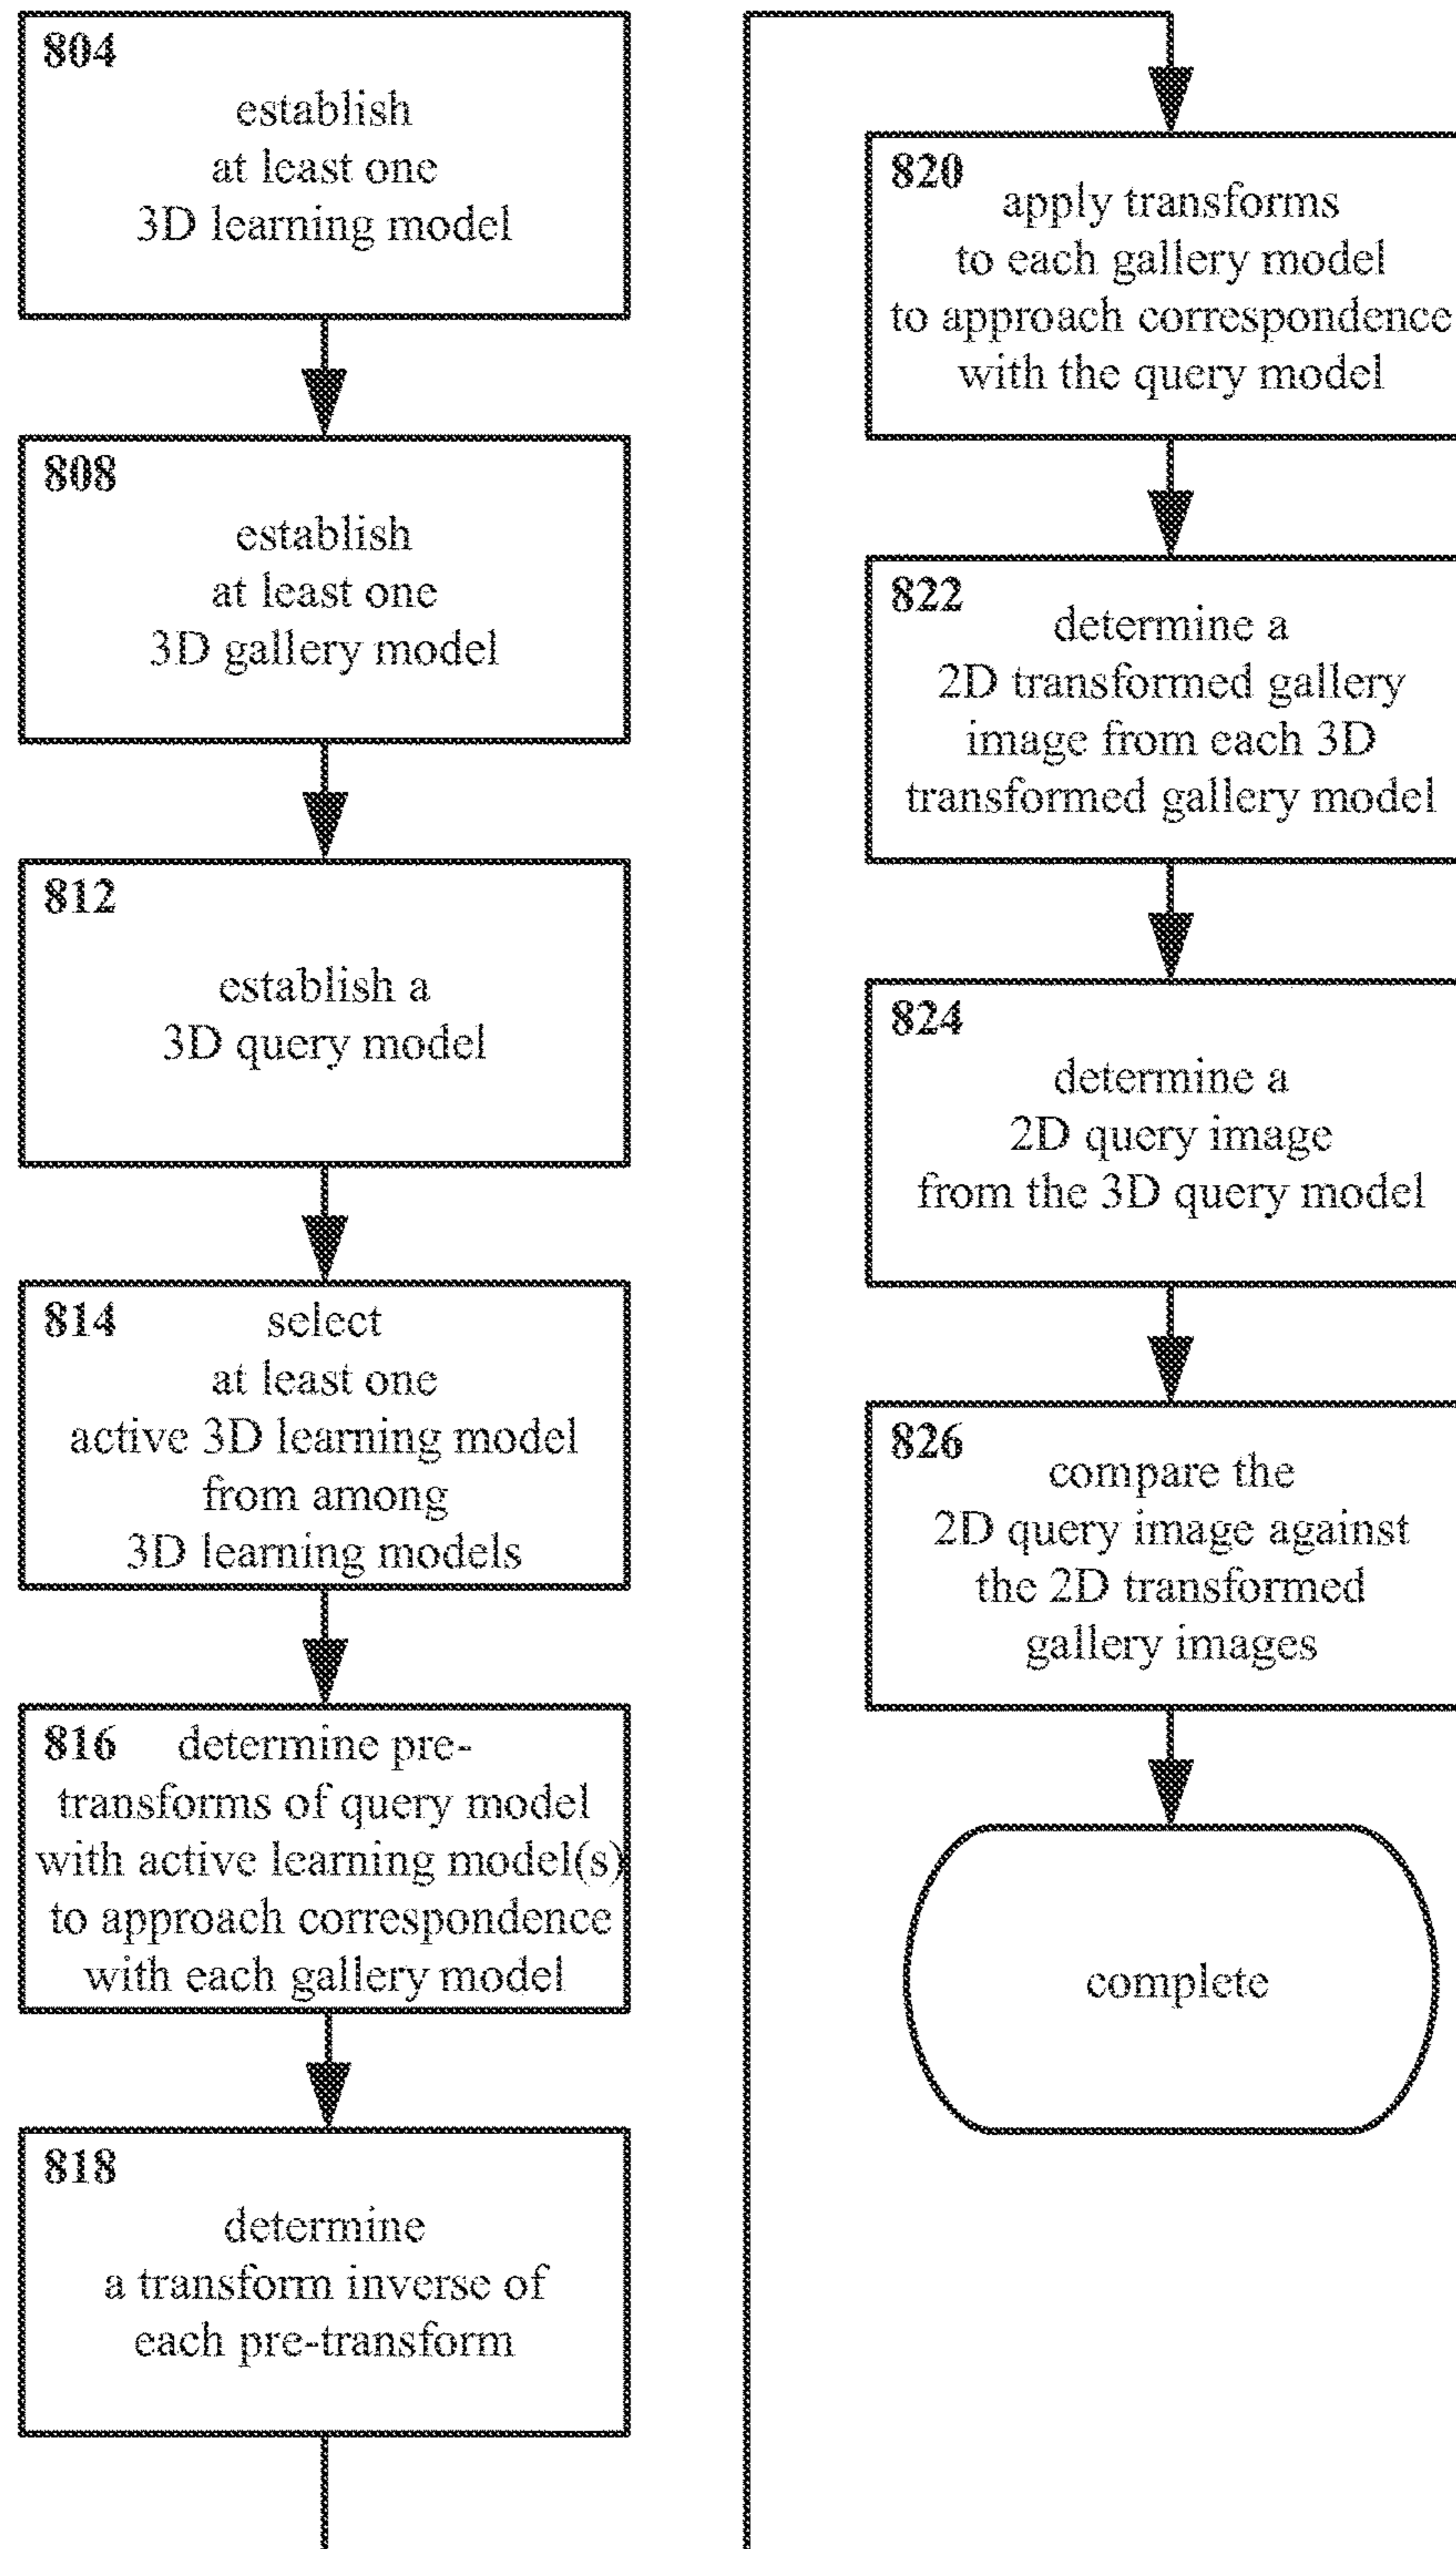 804
establish
at least one
3D learning model
808
establish
at least one
3D gallery model
812
establish a
3D query model
814 select
at least one
active 3D learning model
from among
3D learning models
816 determine pre-
transforms of query model
with active learning model(s)
to approach correspondence
with each gallery model
818
determine
a transform inverse of
each pre-transform
820
apply transforms
to each gallery model
to approach correspondence
with the query model
822
determine a
2D transformed gallery
image from each 3D
transformed gallery model
824
determine a
2D query image
from the 3D query model
826
compare the
2D query image against
the 2D transformed
gallery images
complete